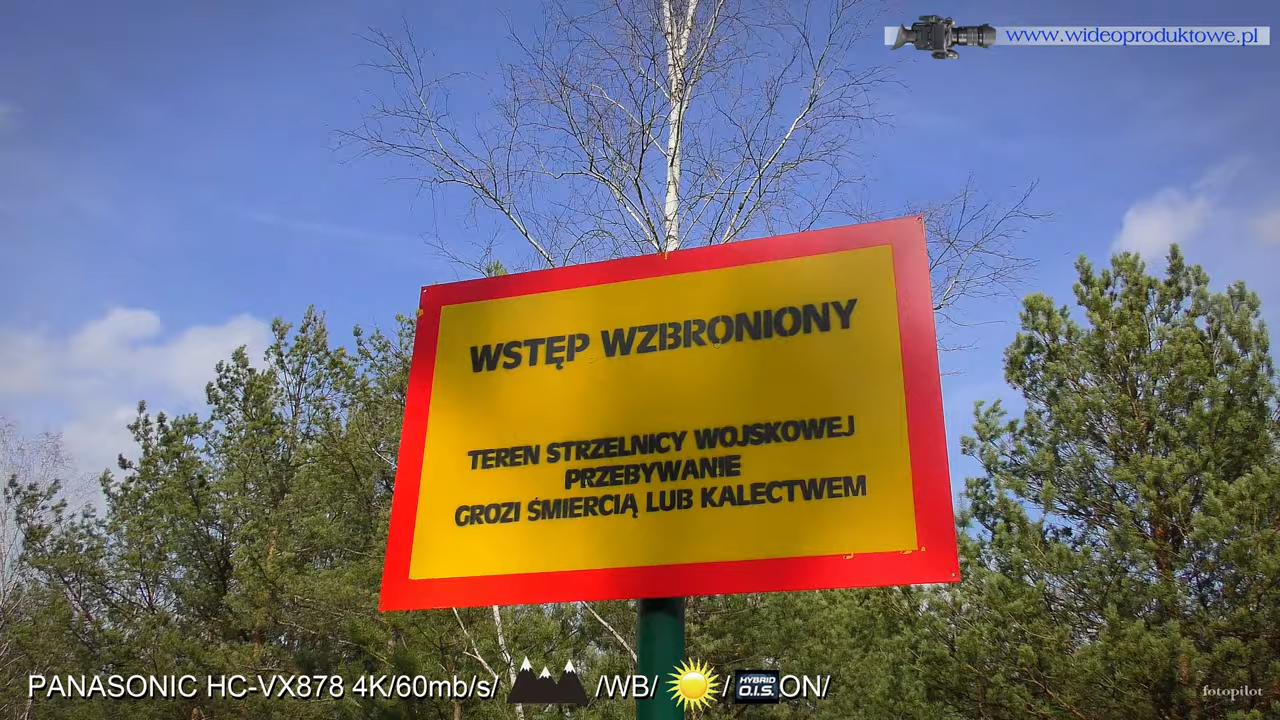 www.wideoproduktowe.pl
WSTĘP WZBRONIONY
TEREN STRZELNICY WOJSKOWEJ
PRZEBYWANIE
GROZI ŚMIERCIĄ LUB KALECTWEM
PANASONIC HC-VX878 4K/60mb/s/ /WB/ / HYBRID O.I.S. ON/
fotopilot